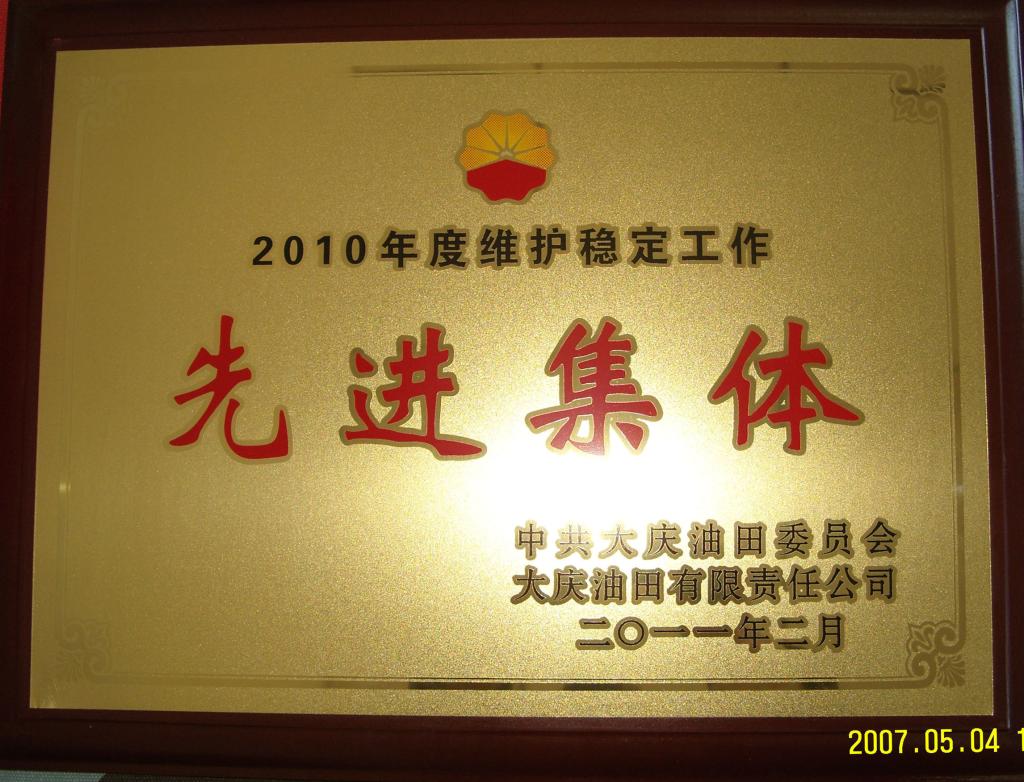 2010年度维护稳定工作
先进集体
中共大庆油田委员会
大庆油田有限责任公司
二〇一一年二月
2007.05.04 1